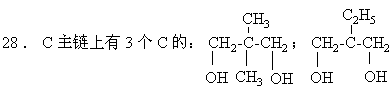 CH₃ C₂H₅
28． C主链上有3个C的：CH₂-C-CH₂；CH₂-C-CH₂
OH CH₃ OH OH OH